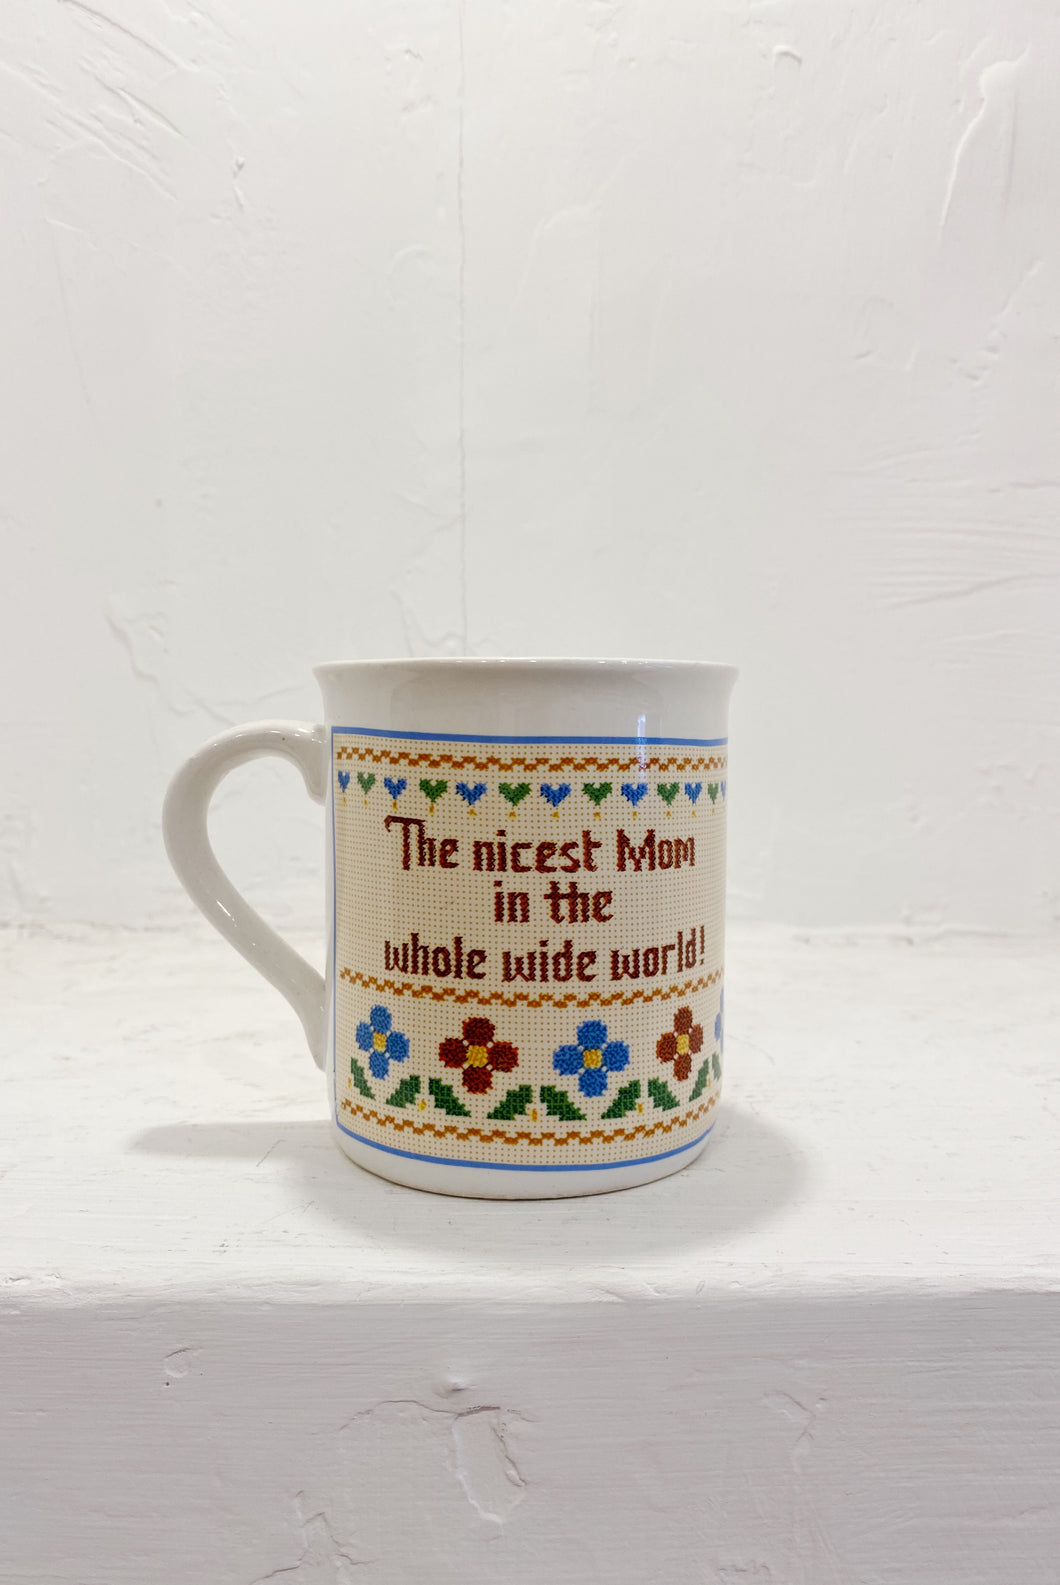 The nicest Mom
in the
whole wide world!